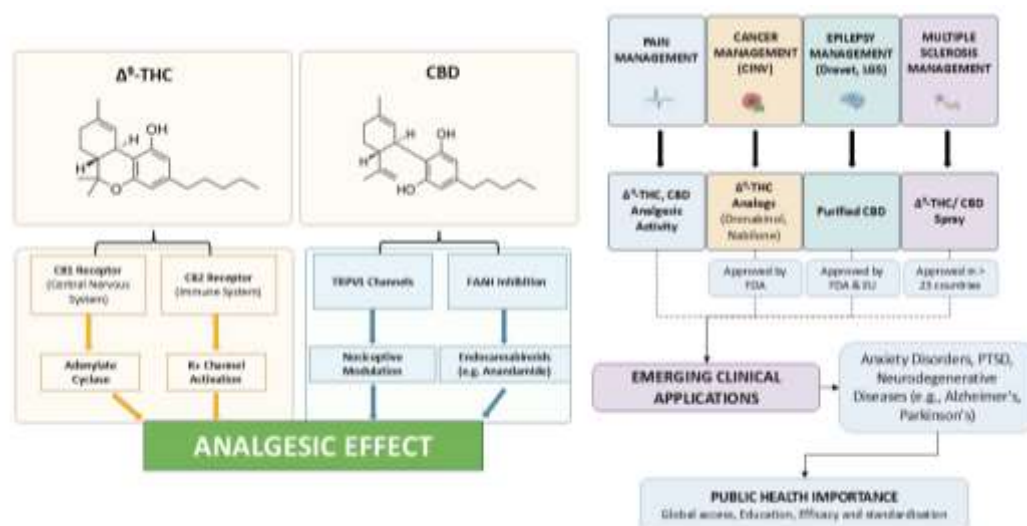 Δ⁹-THC
CBD
OH
H
H
O
OH
H
HO
CB1 Receptor
(Central Nervous
System)
CB2 Receptor
(Immune System)
TRPV1 Channels
FAAH Inhibition
Adenylate
Cyclase
K+ Channel
Activation
Nociceptive
Modulation
Endocannabinoids
(e.g. Anandamide)
ANALGESIC EFFECT
PAIN
MANAGEMENT
CANCER
MANAGEMENT
(CINV)
EPILEPSY
MANAGEMENT
(Dravet, LGS)
MULTIPLE
SCLEROSIS
MANAGEMENT
Δ⁹-THC, CBD
Analgesic
Activity
Δ⁹-THC
Analogs
(Dronabinol,
Nabilone)
Purified CBD
Δ⁹-THC/ CBD
Spray
Approved by
FDA
Approved by
FDA & EU
Approved in >
25 countries
EMERGING CLINICAL
APPLICATIONS
Anxiety Disorders, PTSD,
Neurodegenerative
Diseases (e.g., Alzheimer's,
Parkinson's)
PUBLIC HEALTH IMPORTANCE
Global access, Education, Efficacy and standardisation